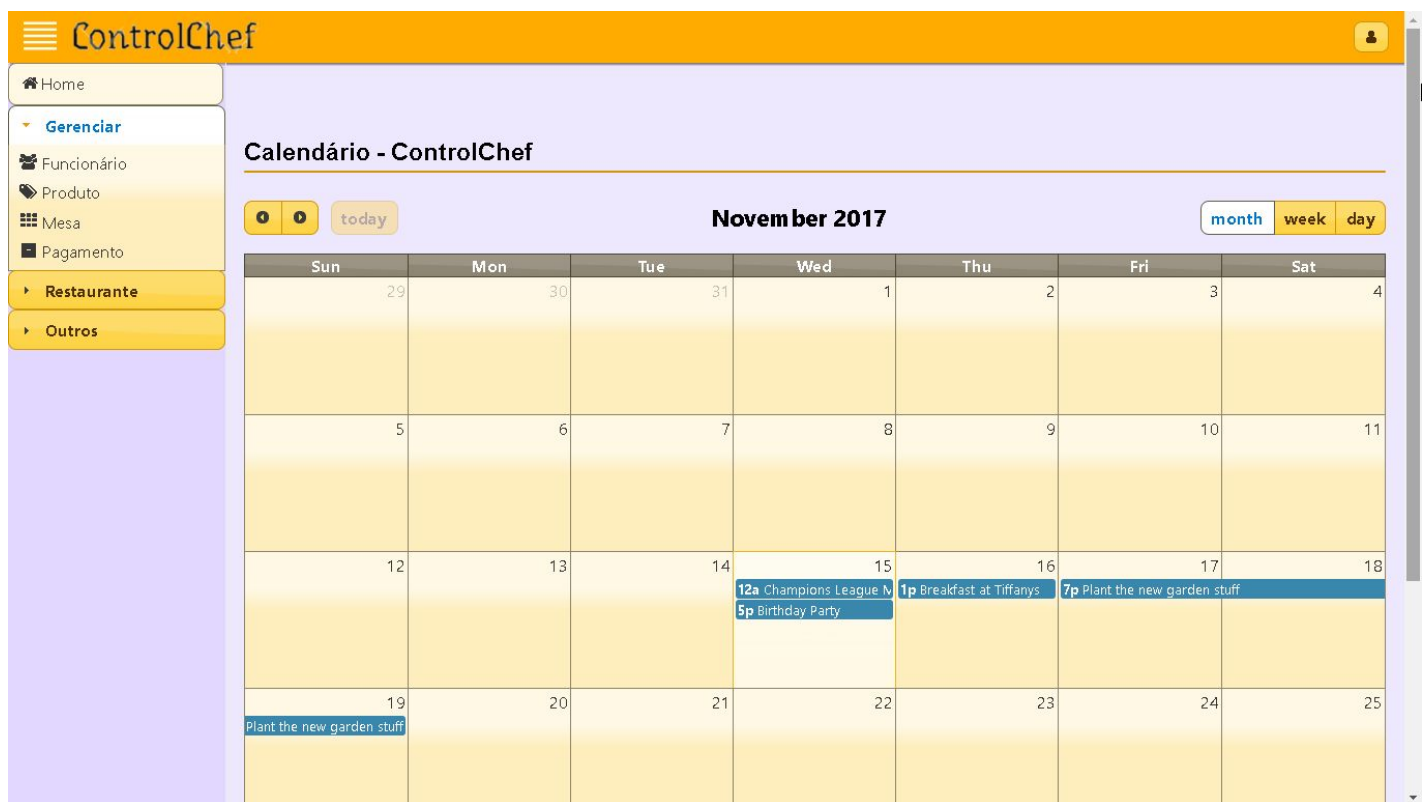 ControlChef
Home
Gerenciar
Funcionário
Produto
Mesa
Pagamento
Restaurante
Outros
Calendário - ControlChef
today
November 2017
month week day
Sun Mon Tue Wed Thu Fri Sat
29 30 31 1 2 3 4
5 6 7 8 9 10 11
12 13 14 15 16 17 18
12a Champions League M 1p Breakfast at Tiffanys 7p Plant the new garden stuff
5p Birthday Party
19 20 21 22 23 24 25
Plant the new garden stuff